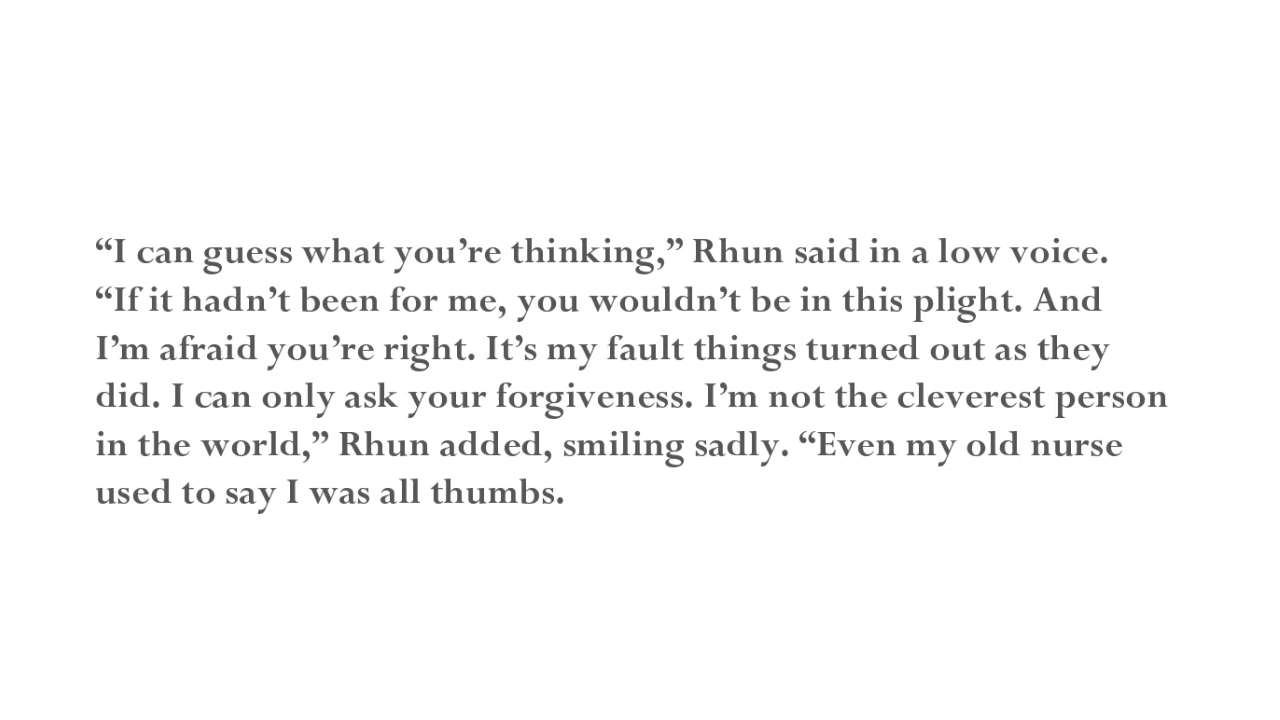 “I can guess what you’re thinking,” Rhun said in a low voice.
“If it hadn’t been for me, you wouldn’t be in this plight. And
I’m afraid you’re right. It’s my fault things turned out as they
did. I can only ask your forgiveness. I’m not the cleverest person
in the world,” Rhun added, smiling sadly. “Even my old nurse
used to say I was all thumbs.